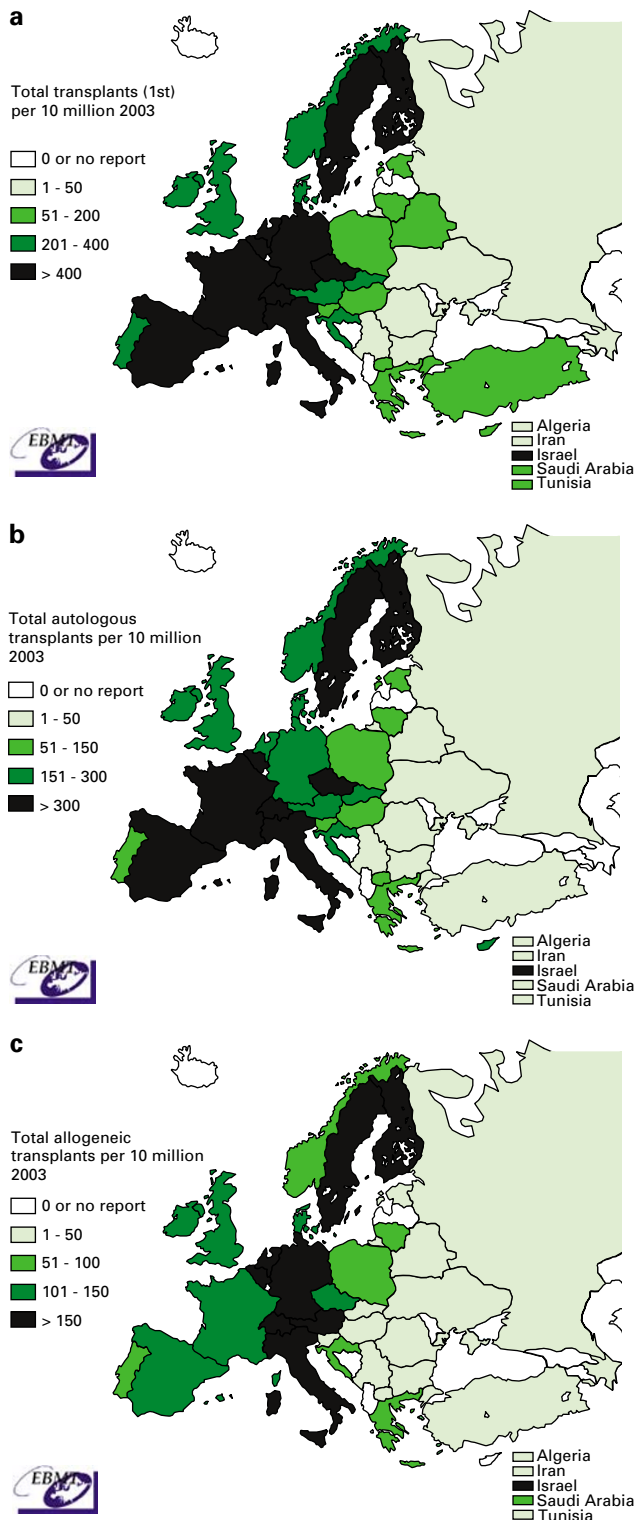 a
Total transplants (1st)
per 10 million 2003
0 or no report
1 - 50
51 - 200
201 - 400
> 400
EBMT
Algeria
Iran
Israel
Saudi Arabia
Tunisia
b
Total autologous
transplants per 10 million
2003
0 or no report
1 - 50
51 - 150
151 - 300
> 300
EBMT
Algeria
Iran
Israel
Saudi Arabia
Tunisia
c
Total allogeneic
transplants per 10 million
2003
0 or no report
1 - 50
51 - 100
101 - 150
> 150
EBMT
Algeria
Iran
Israel
Saudi Arabia
Tunisia